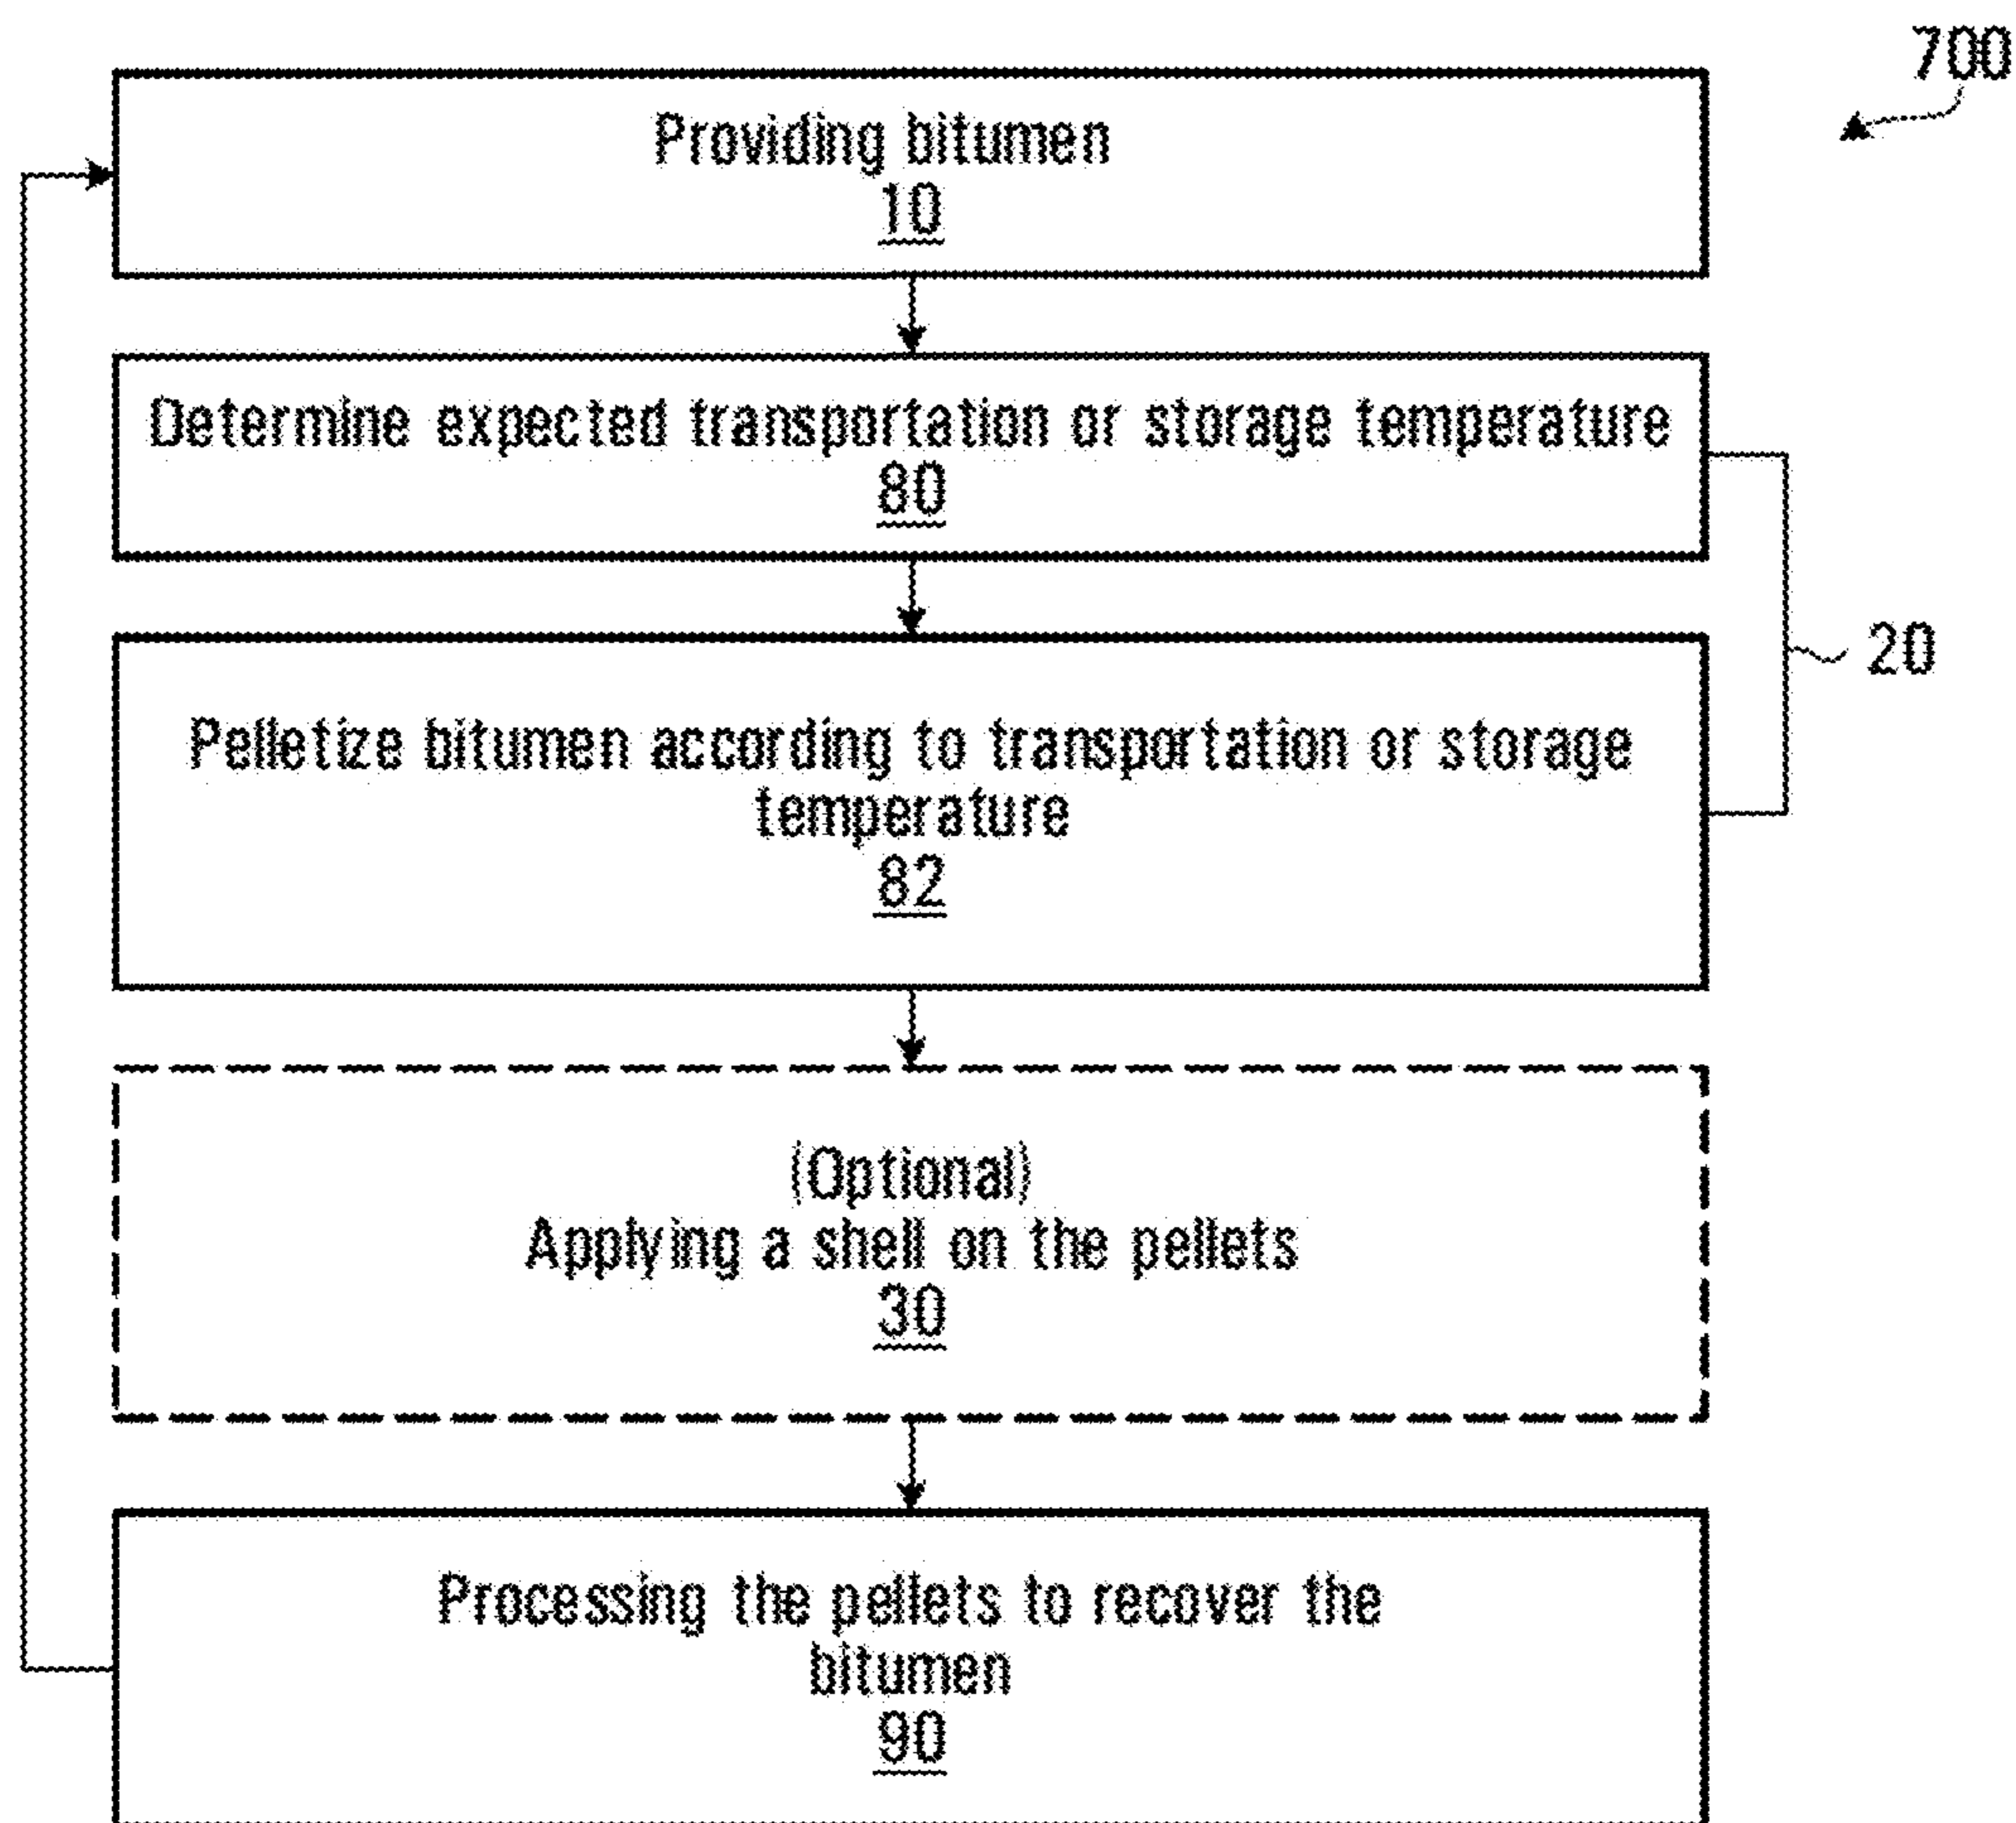 700
Providing bitumen
10
Determine expected transportation or storage temperature
80
20
Pelletize bitumen according to transportation or storage
temperature
82
(Optional)
Applying a shell on the pellets
30
Processing the pellets to recover the
bitumen
90